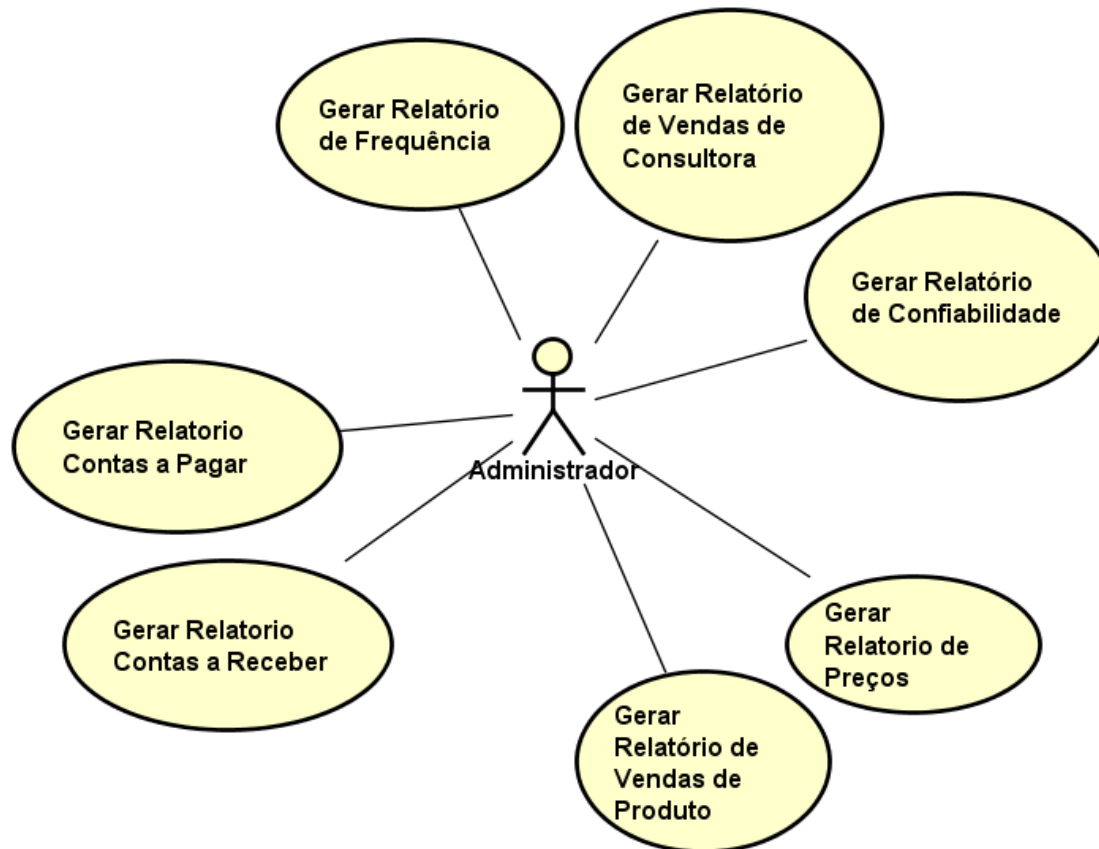 Gerar Relatório
de Frequência
Gerar Relatório
de Vendas de
Consultora
Gerar Relatório
de Confiabilidade
Gerar Relatorio
Contas a Pagar
Administrador
Gerar Relatorio
Contas a Receber
Gerar
Relatorio de
Preços
Gerar
Relatório de
Vendas de
Produto